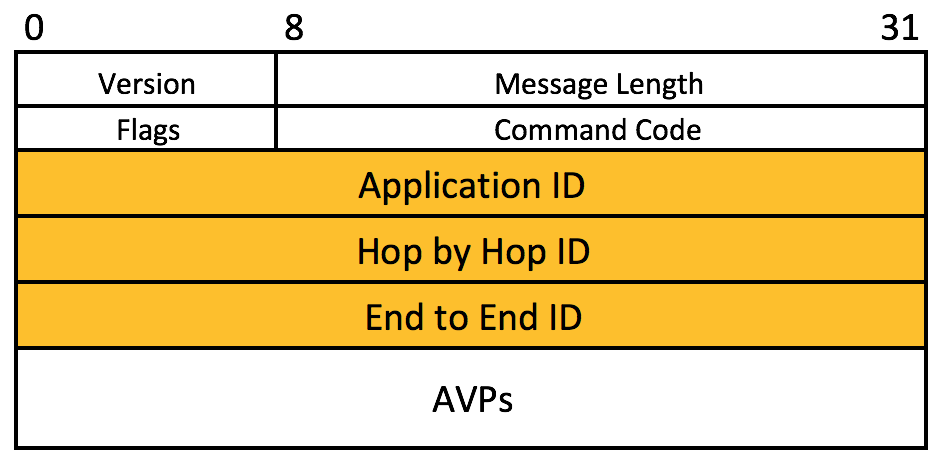 0 8 31
Version Message Length
Flags Command Code
Application ID
Hop by Hop ID
End to End ID
AVPs